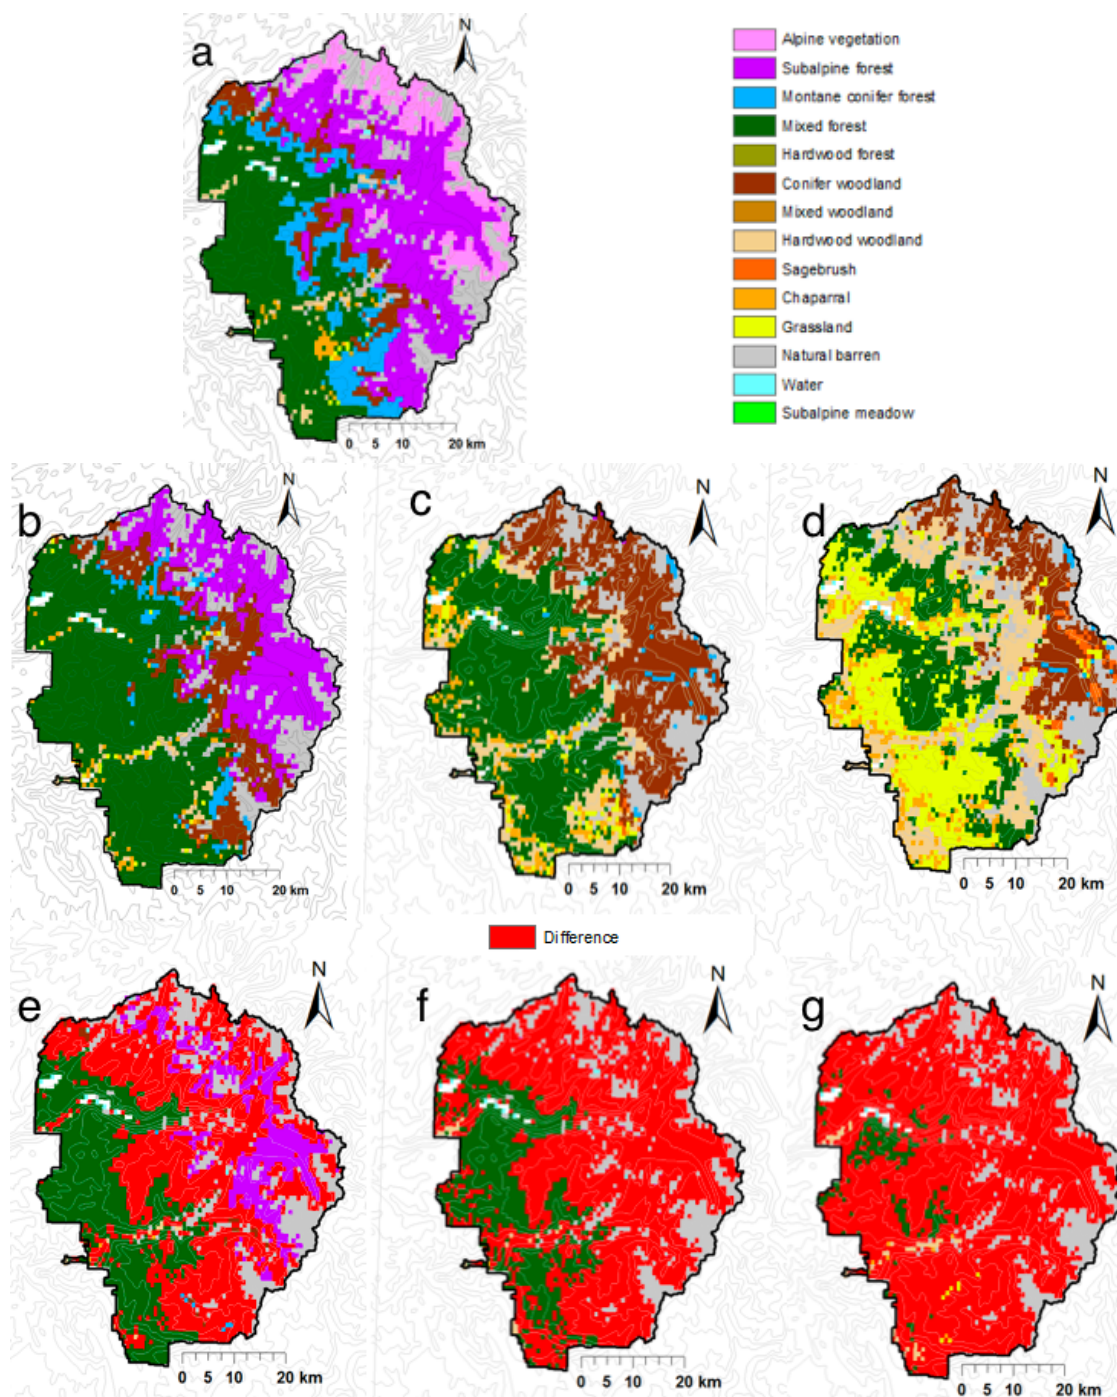 a
N
0 5 10 20 km
Alpine vegetation
Subalpine forest
Montane conifer forest
Mixed forest
Hardwood forest
Conifer woodland
Mixed woodland
Hardwood woodland
Sagebrush
Chaparral
Grassland
Natural barren
Water
Subalpine meadow
b
N
0 5 10 20 km
c
N
0 5 10 20 km
d
N
0 5 10 20 km
Difference
e
N
0 5 10 20 km
f
N
0 5 10 20 km
g
N
0 5 10 20 km